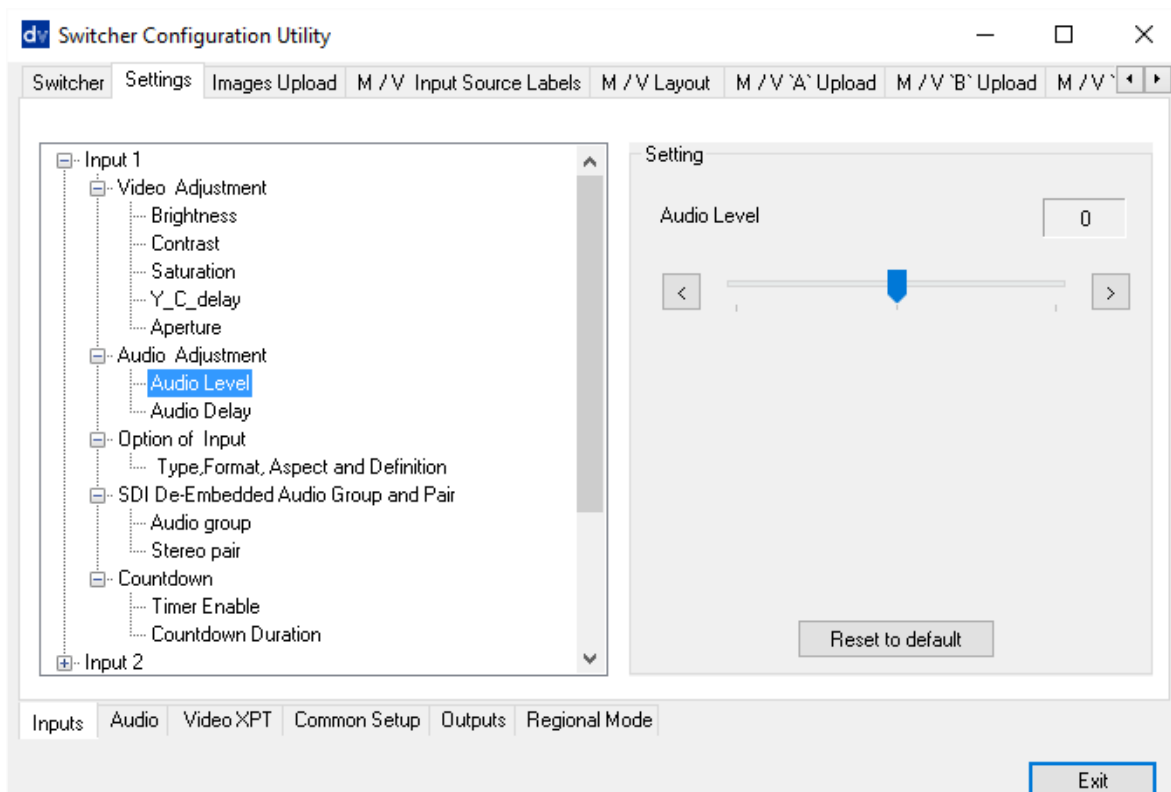 dv Switcher Configuration Utility
Switcher Settings Images Upload M / V Input Source Labels M / V Layout M / V `A` Upload M / V `B` Upload M / V `
Input 1
Video Adjustment
Brightness
Contrast
Saturation
Y_C_delay
Aperture
Audio Adjustment
Audio Level
Audio Delay
Option of Input
Type,Format, Aspect and Definition
SDI De-Embedded Audio Group and Pair
Audio group
Stereo pair
Countdown
Timer Enable
Countdown Duration
Input 2
Setting
Audio Level 0
< >
Reset to default
Inputs Audio Video XPT Common Setup Outputs Regional Mode
Exit